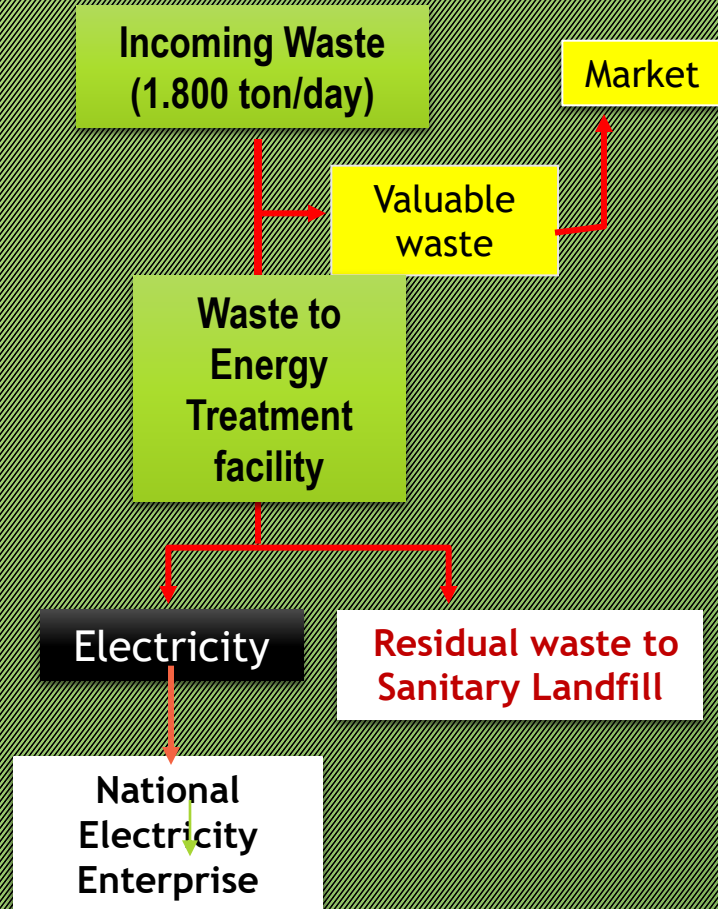 Incoming Waste
(1.800 ton/day)
Market
Valuable
waste
Waste to
Energy
Treatment
facility
Electricity
Residual waste to
Sanitary Landfill
National
Electricity
Enterprise